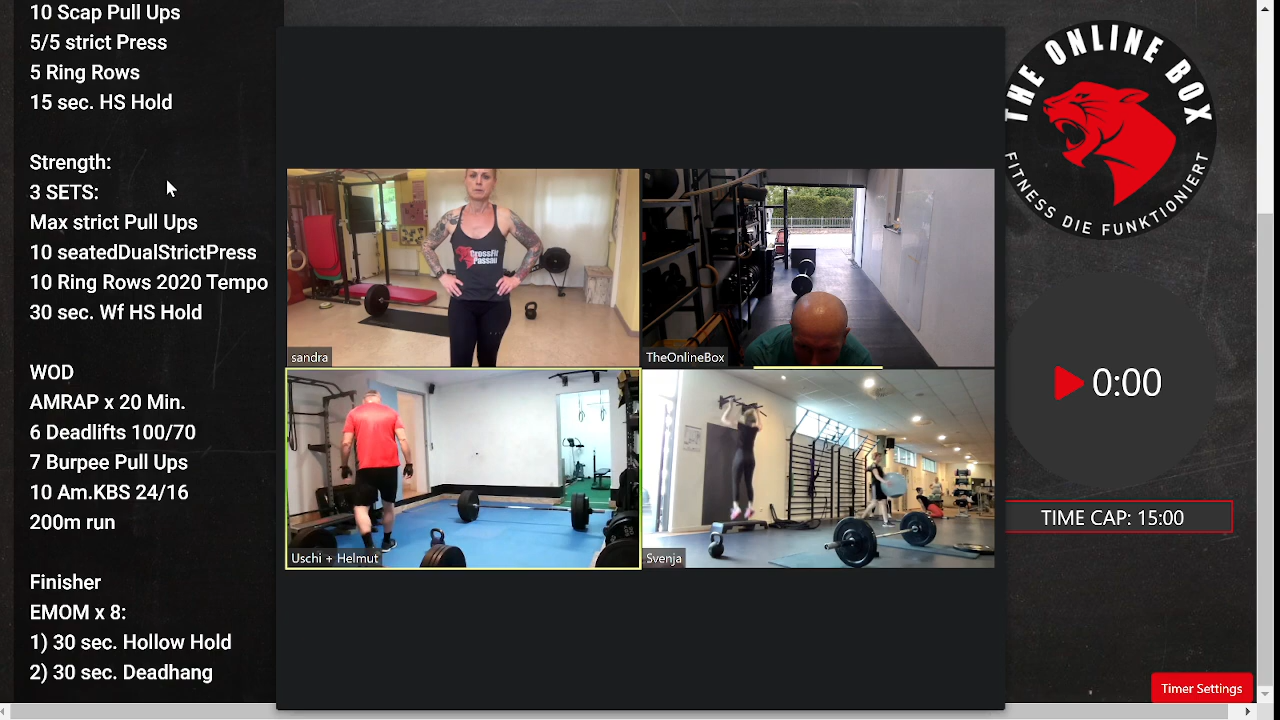 10 Scap Pull Ups
5/5 strict Press
5 Ring Rows
15 sec. HS Hold
Strength:
3 SETS:
Max strict Pull Ups
10 seatedDualStrictPress
10 Ring Rows 2020 Tempo
30 sec. Wf HS Hold
WOD
AMRAP x 20 Min.
6 Deadlifts 100/70
7 Burpee Pull Ups
10 Am.KBS 24/16
200m run
Finisher
EMOM x 8:
1) 30 sec. Hollow Hold
2) 30 sec. Deadhang
CrossFit
Passau
sandra
TheOnlineBox
Uschi + Helmut
Svenja
THE ONLINE BOX
FITNESS DIE FUNKTIONIERT
0:00
TIME CAP: 15:00
Timer Settings